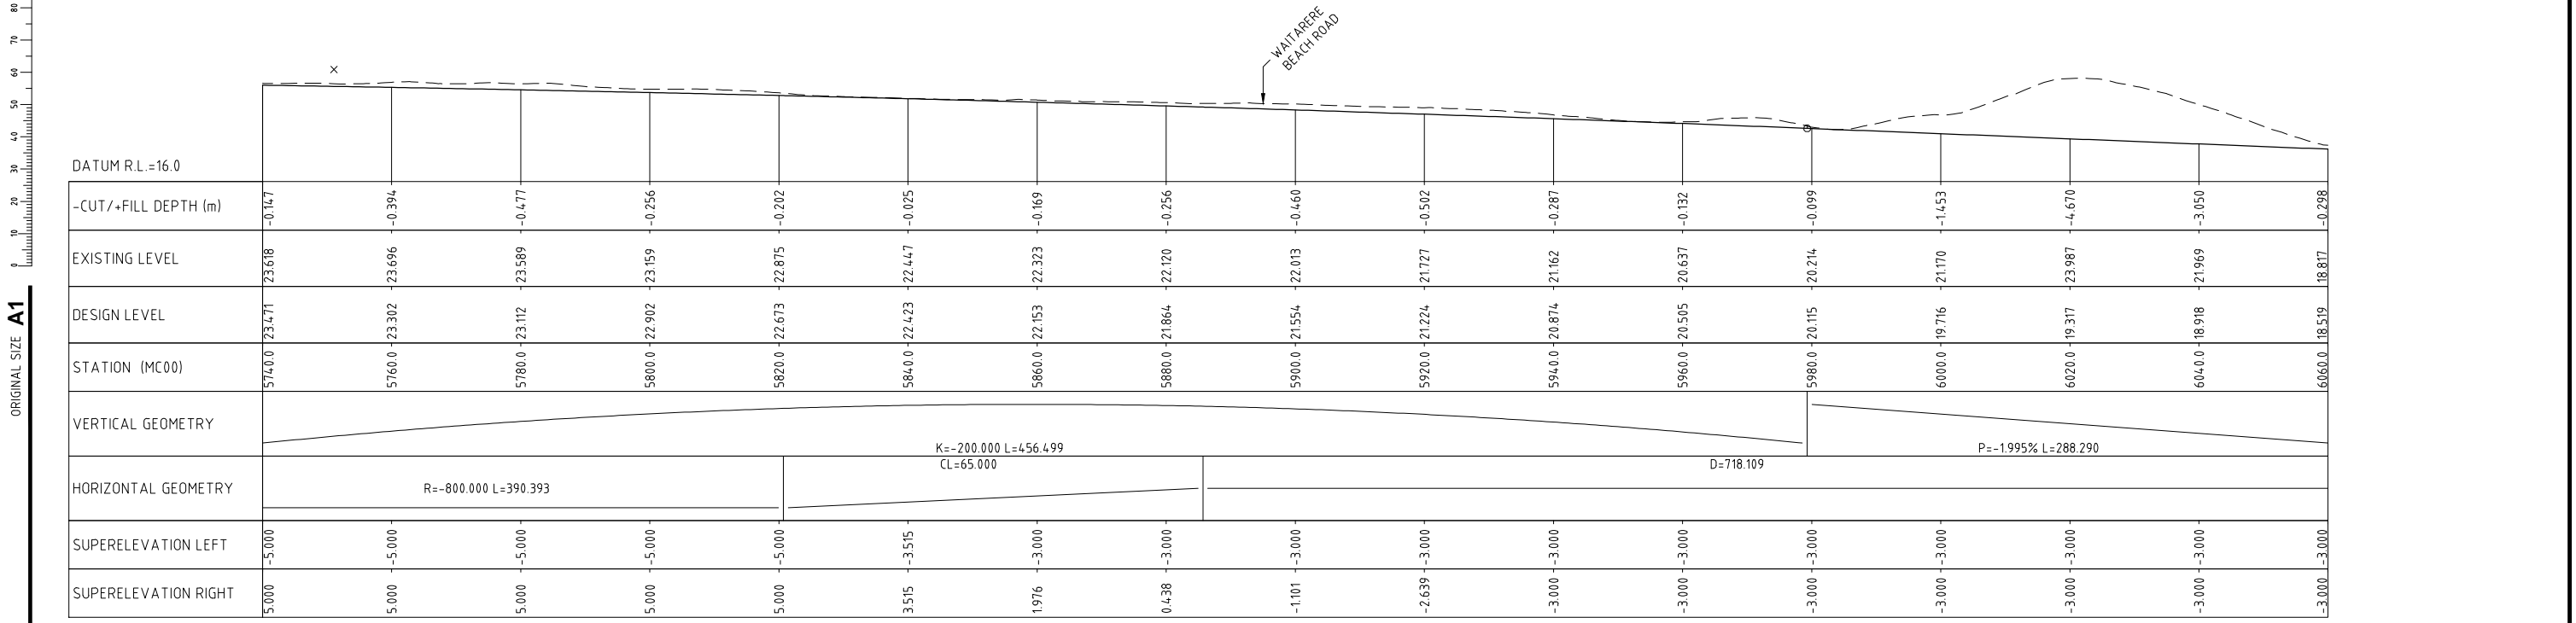 80
70
60
50
40
30
20
10
0
ORIGINAL SIZE A1
WAITARERE
BEACH ROAD
DATUM R.L.=16.0
-CUT/+FILL DEPTH (m) -0.147 -0.394 -0.477 -0.256 -0.202 -0.025 -0.169 -0.256 -0.460 -0.502 -0.287 -0.132 -0.099 -1.453 -4.670 -3.050 -0.298
EXISTING LEVEL 23.618 23.696 23.589 23.159 22.875 22.447 22.323 22.120 22.013 21.727 21.162 20.637 20.214 21.170 23.987 21.969 18.817
DESIGN LEVEL 23.471 23.302 23.112 22.902 22.673 22.423 22.153 21.864 21.554 21.224 20.874 20.505 20.115 19.716 19.317 18.918 18.519
STATION (MC00) 5740.0 5760.0 5780.0 5800.0 5820.0 5840.0 5860.0 5880.0 5900.0 5920.0 5940.0 5960.0 5980.0 6000.0 6020.0 6040.0 6060.0
VERTICAL GEOMETRY
K=-200.000 L=456.499 P=-1.995% L=288.290
CL=65.000 D=718.109
HORIZONTAL GEOMETRY R=-800.000 L=390.393
SUPERELEVATION LEFT -5.000 -5.000 -5.000 -5.000 -5.000 -3.515 -3.000 -3.000 -3.000 -3.000 -3.000 -3.000 -3.000 -3.000 -3.000 -3.000 -3.000
SUPERELEVATION RIGHT 5.000 5.000 5.000 5.000 5.000 3.515 1.976 0.438 -1.101 -2.639 -3.000 -3.000 -3.000 -3.000 -3.000 -3.000 -3.000